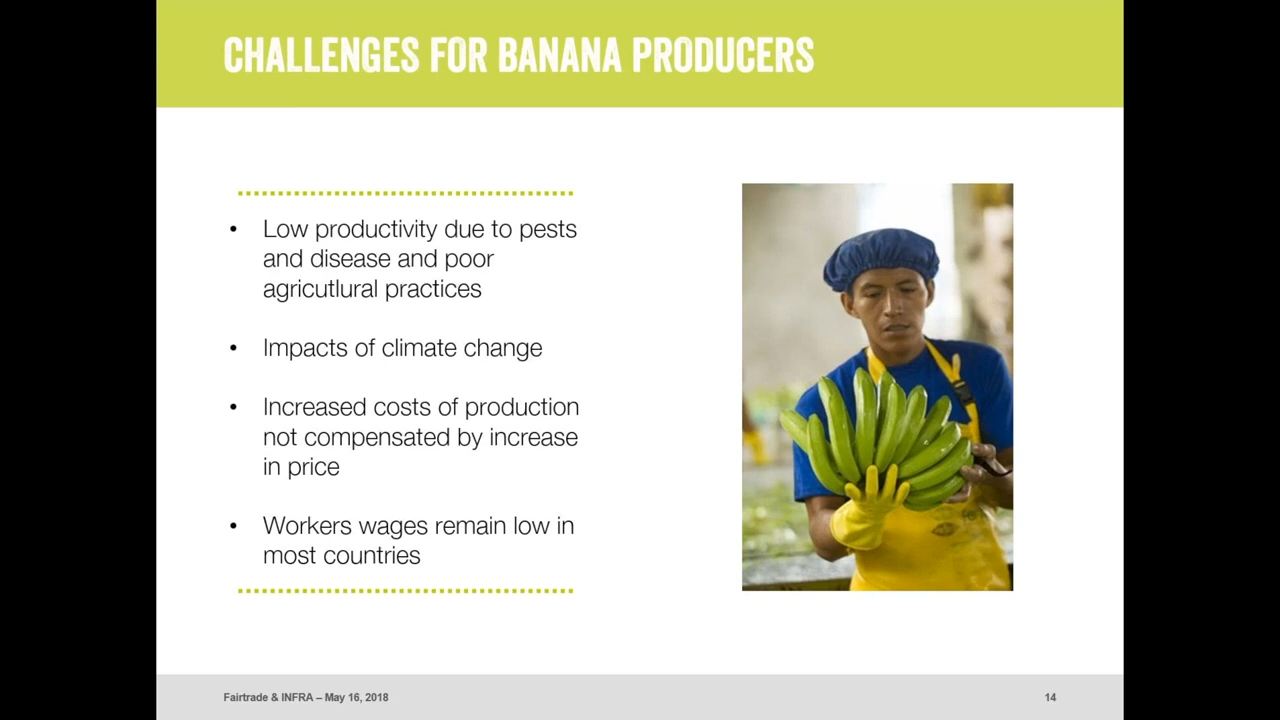 CHALLENGES FOR BANANA PRODUCERS
• Low productivity due to pests
and disease and poor
agricutlural practices
• Impacts of climate change
• Increased costs of production
not compensated by increase
in price
• Workers wages remain low in
most countries
Fairtrade & INFRA – May 16, 2018
14